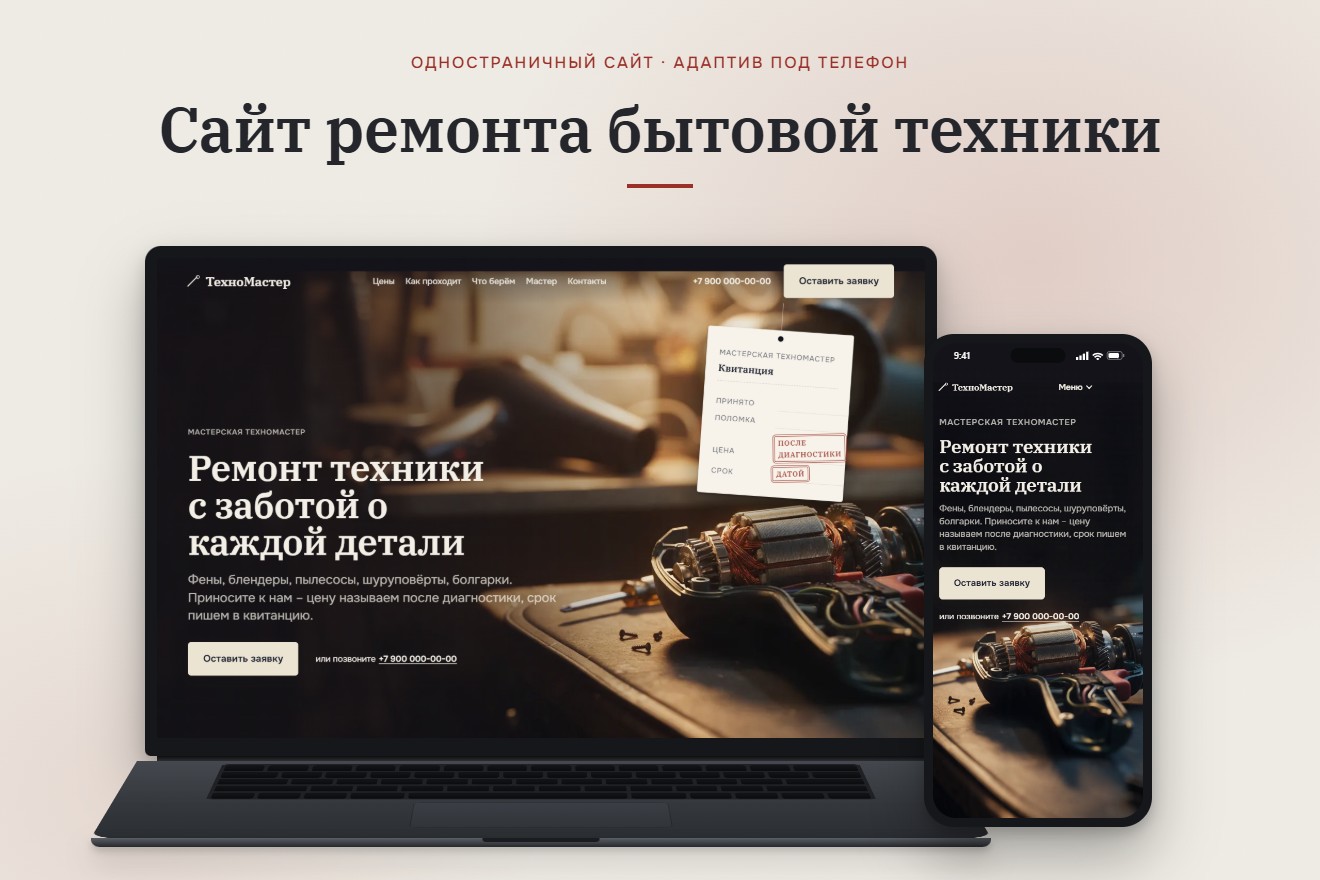 ОДНОСТРАНИЧНЫЙ САЙТ · АДАПТИВ ПОД ТЕЛЕФОН
Сайт ремонта бытовой техники
ТехноМастер
Цены Как проходит Что берём Мастер Контакты
+7 900 000-00-00
Оставить заявку
МАСТЕРСКАЯ ТЕХНОМАСТЕР
Квитанция
ПРИНЯТО
ПОЛОМКА
ЦЕНА
ПОСЛЕ
ДИАГНОСТИКИ
СРОК
ДАТОЙ
МАСТЕРСКАЯ ТЕХНОМАСТЕР
Ремонт техники
с заботой о
каждой детали
Фены, блендеры, пылесосы, шуруповёрты, болгарки.
Приносите к нам – цену называем после диагностики, срок
пишем в квитанцию.
Оставить заявку
или позвоните +7 900 000-00-00
9:41
ТехноМастер
Меню
МАСТЕРСКАЯ ТЕХНОМАСТЕР
Ремонт техники
с заботой о
каждой детали
Фены, блендеры, пылесосы, шуруповёрты,
болгарки. Приносите к нам – цену
называем после диагностики, срок пишем
в квитанцию.
Оставить заявку
или позвоните +7 900 000-00-00